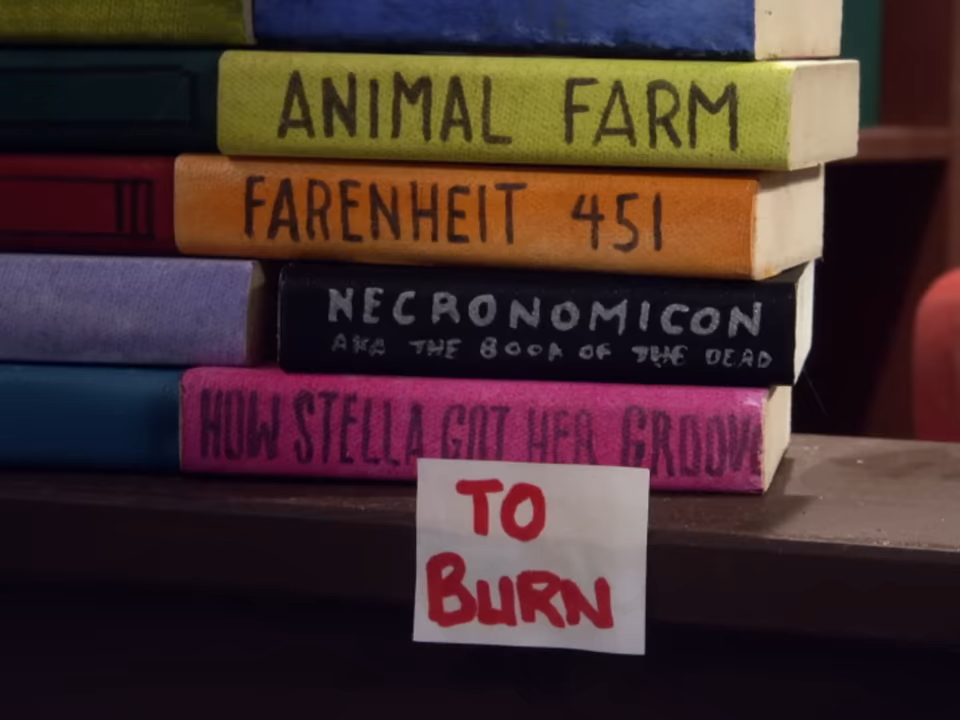 ANIMAL FARM
FARENHEIT 451
NECRONOMICON
AKA THE BOOK OF THE DEAD
HOW STELLA GOT HER GROOVE
TO
BURN